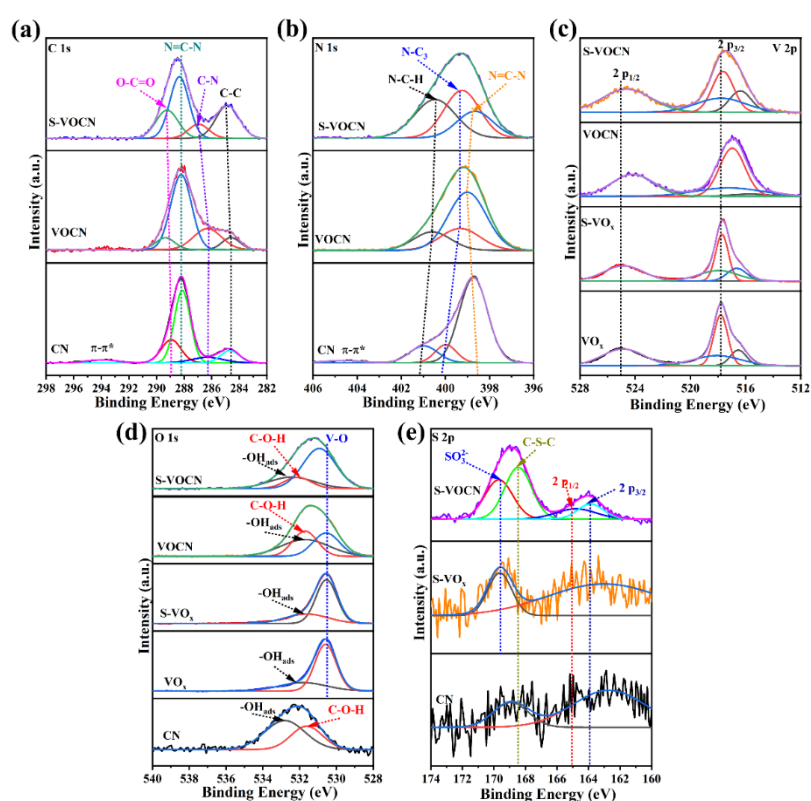 (a)
C 1s
N=C-N
O-C=O
C-N
C-C
S-VOCN
VOCN
CN
π-π*
Intensity (a.u.)
298 296 294 292 290 288 286 284 282
Binding Energy (eV)
(b)
N 1s
N-C3
N-C-H
N=C-N
S-VOCN
VOCN
CN
π-π*
Intensity (a.u.)
406 404 402 400 398 396
Binding Energy (eV)
(c)
V 2p
2 p3/2
2 p1/2
S-VOCN
VOCN
S-VOx
VOx
Intensity (a.u.)
528 524 520 516 512
Binding Energy (eV)
(d)
O 1s
C-O-H
V-O
-OHads
S-VOCN
C-O-H
-OHads
VOCN
-OHads
S-VOx
-OHads
VOx
-OHads
C-O-H
CN
Intensity (a.u.)
540 538 536 534 532 530 528
Binding Energy (eV)
(e)
S 2p
C-S-C
SO32-
2 p1/2
2 p3/2
S-VOCN
S-VOx
CN
Intensity (a.u.)
174 172 170 168 166 164 162 160
Binding Energy (eV)